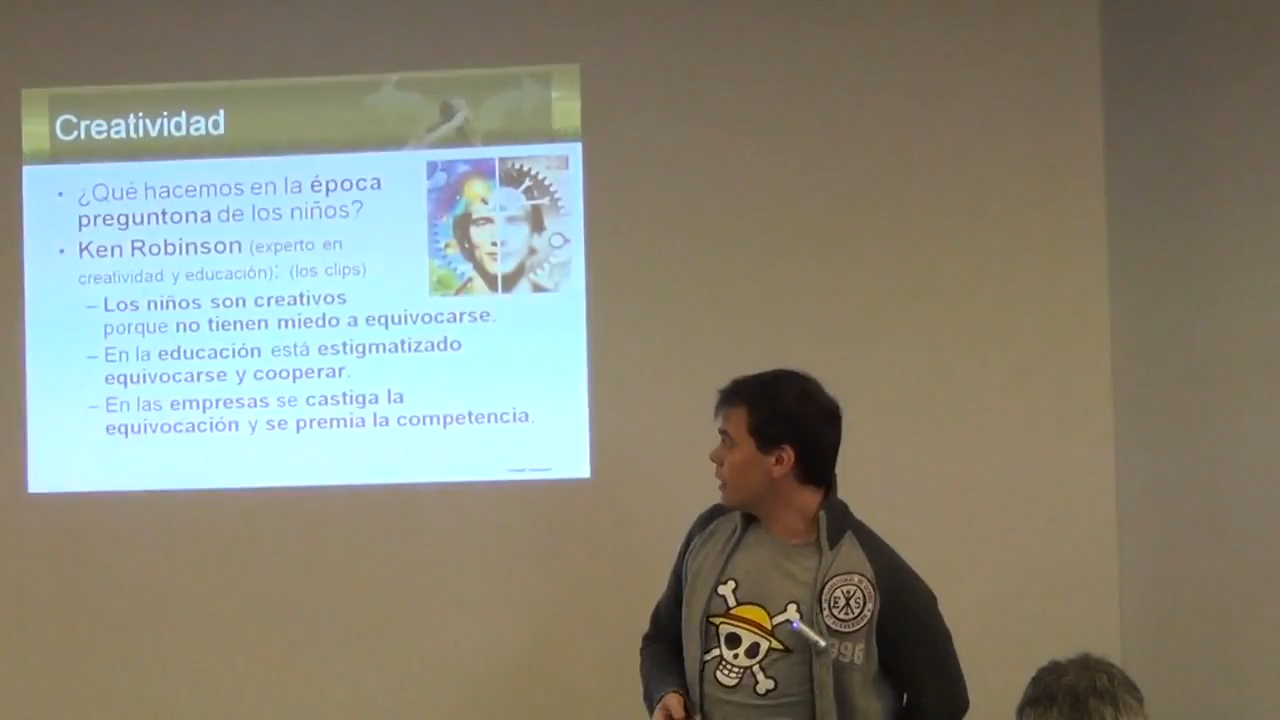 Creatividad
• ¿Qué hacemos en la época
preguntona de los niños?
• Ken Robinson (experto en
creatividad y educación): (los clips)
– Los niños son creativos
porque no tienen miedo a equivocarse.
– En la educación está estigmatizado
equivocarse y cooperar.
– En las empresas se castiga la
equivocación y se premia la competencia.
E S
996